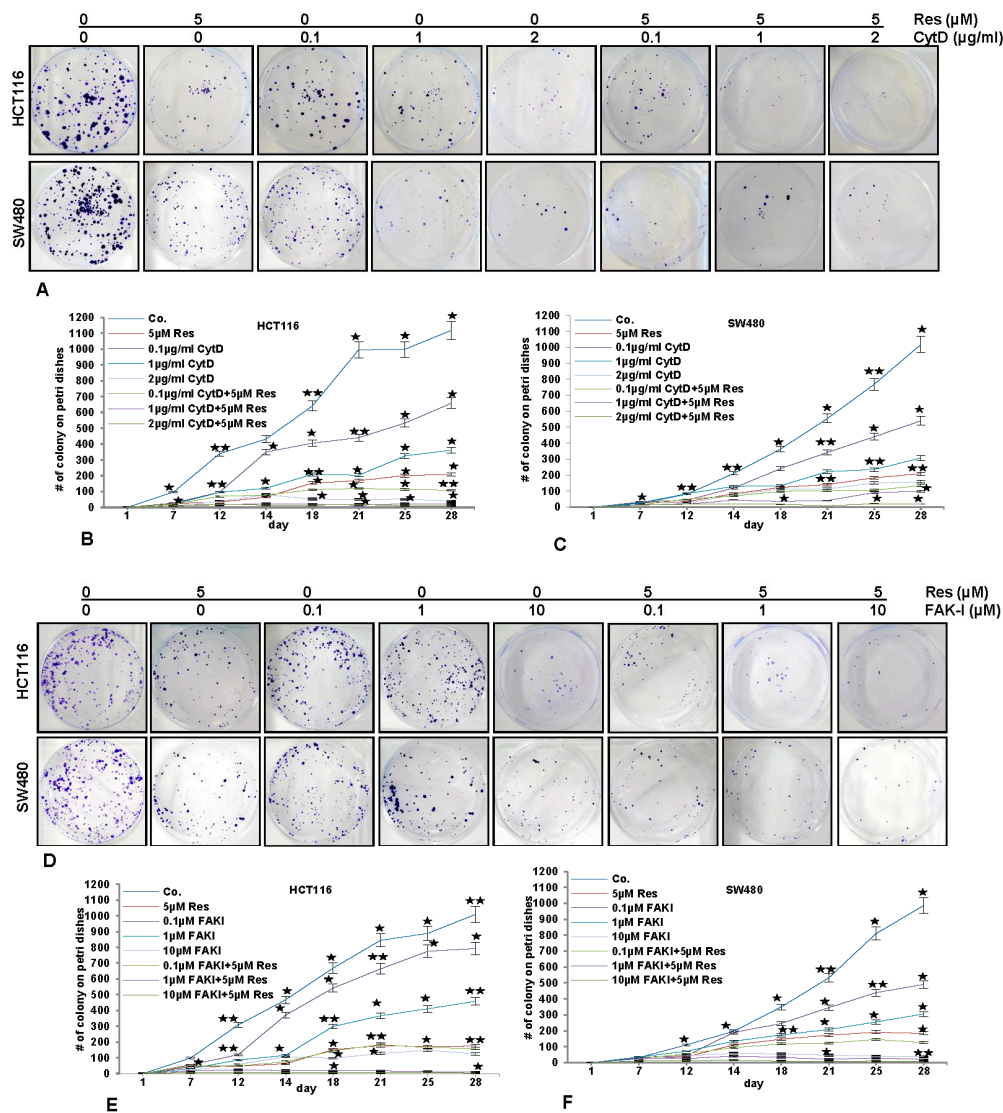 0 5 0 0 0 5 5 5 Res (µM)
0 0 0.1 1 2 0.1 1 2 CytD (µg/ml)
HCT116
SW480
A
HCT116
# of colony on petri dishes
1200
1100
1000
900
800
700
600
500
400
300
200
100
0
Co.
5µM Res
0.1µg/ml CytD
1µg/ml CytD
2µg/ml CytD
0.1µg/ml CytD+5µM Res
1µg/ml CytD+5µM Res
2µg/ml CytD+5µM Res
1 7 12 14 18 21 25 28
day
B
SW480
# of colony on petri dishes
1200
1100
1000
900
800
700
600
500
400
300
200
100
0
Co.
5µM Res
0.1µg/ml CytD
1µg/ml CytD
2µg/ml CytD
0.1µg/ml CytD+5µM Res
1µg/ml CytD+5µM Res
2µg/ml CytD+5µM Res
1 7 12 14 18 21 25 28
day
C
0 5 0 0 0 5 5 5 Res (µM)
0 0 0.1 1 10 0.1 1 10 FAK-I (µM)
HCT116
SW480
D
HCT116
# of colony on petri dishes
1200
1100
1000
900
800
700
600
500
400
300
200
100
0
Co.
5µM Res
0.1µM FAKI
1µM FAKI
10µM FAKI
0.1µM FAKI+5µM Res
1µM FAKI+5µM Res
10µM FAKI+5µM Res
1 7 12 14 18 21 25 28
day
E
SW480
# of colony on petri dishes
1200
1100
1000
900
800
700
600
500
400
300
200
100
0
Co.
5µM Res
0.1µM FAKI
1µM FAKI
10µM FAKI
0.1µM FAKI+5µM Res
1µM FAKI+5µM Res
10µM FAKI+5µM Res
1 7 12 14 18 21 25 28
day
F